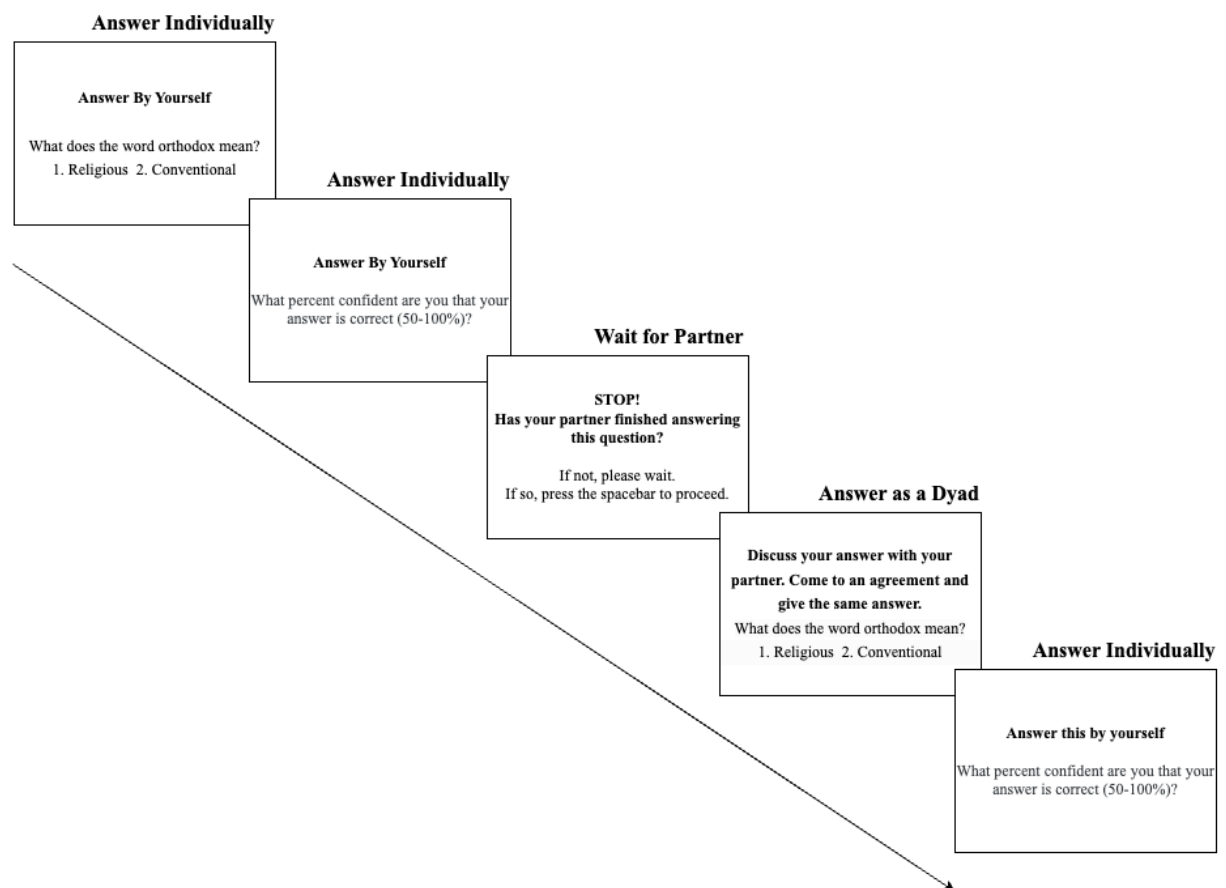 Answer Individually
Answer By Yourself
What does the word orthodox mean?
1. Religious 2. Conventional
Answer Individually
Answer By Yourself
What percent confident are you that your
answer is correct (50-100%)?
Wait for Partner
STOP!
Has your partner finished answering
this question?
If not, please wait.
If so, press the spacebar to proceed.
Answer as a Dyad
Discuss your answer with your
partner. Come to an agreement and
give the same answer.
What does the word orthodox mean?
1. Religious 2. Conventional
Answer Individually
Answer this by yourself
What percent confident are you that your
answer is correct (50-100%)?